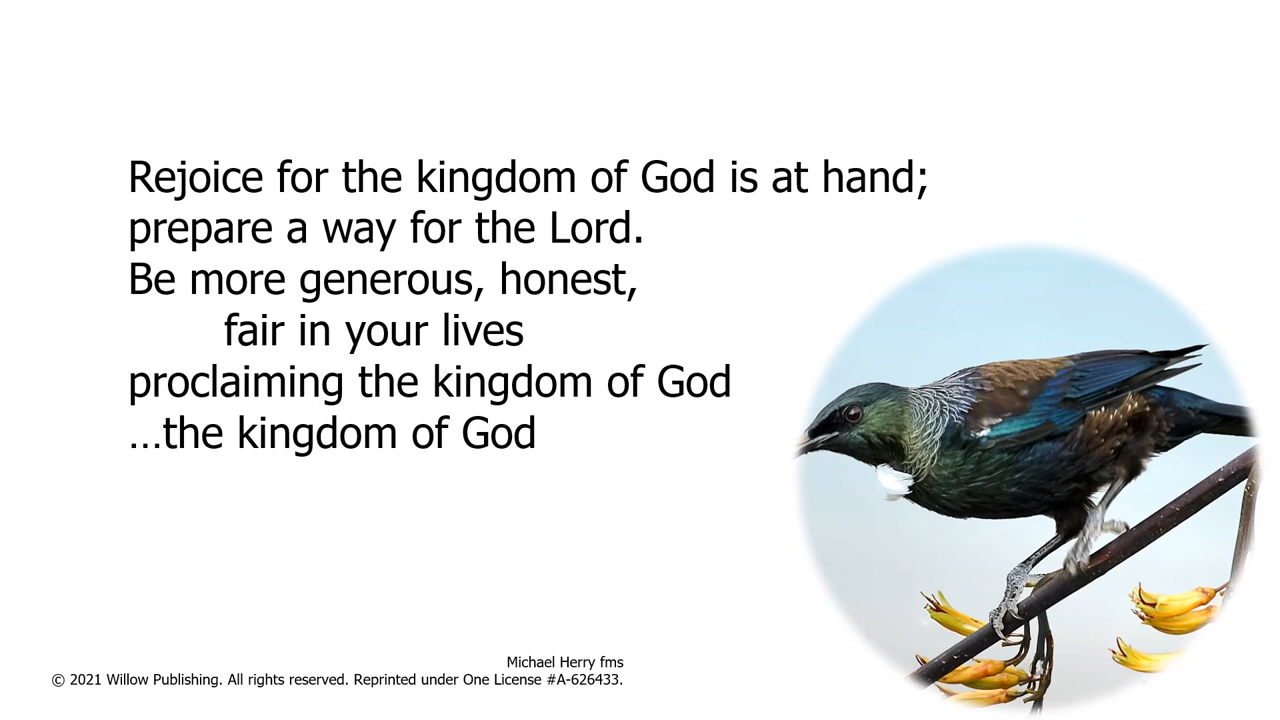 Rejoice for the kingdom of God is at hand;
prepare a way for the Lord.
Be more generous, honest,
fair in your lives
proclaiming the kingdom of God
…the kingdom of God
Michael Herry fms
© 2021 Willow Publishing. All rights reserved. Reprinted under One License #A-626433.